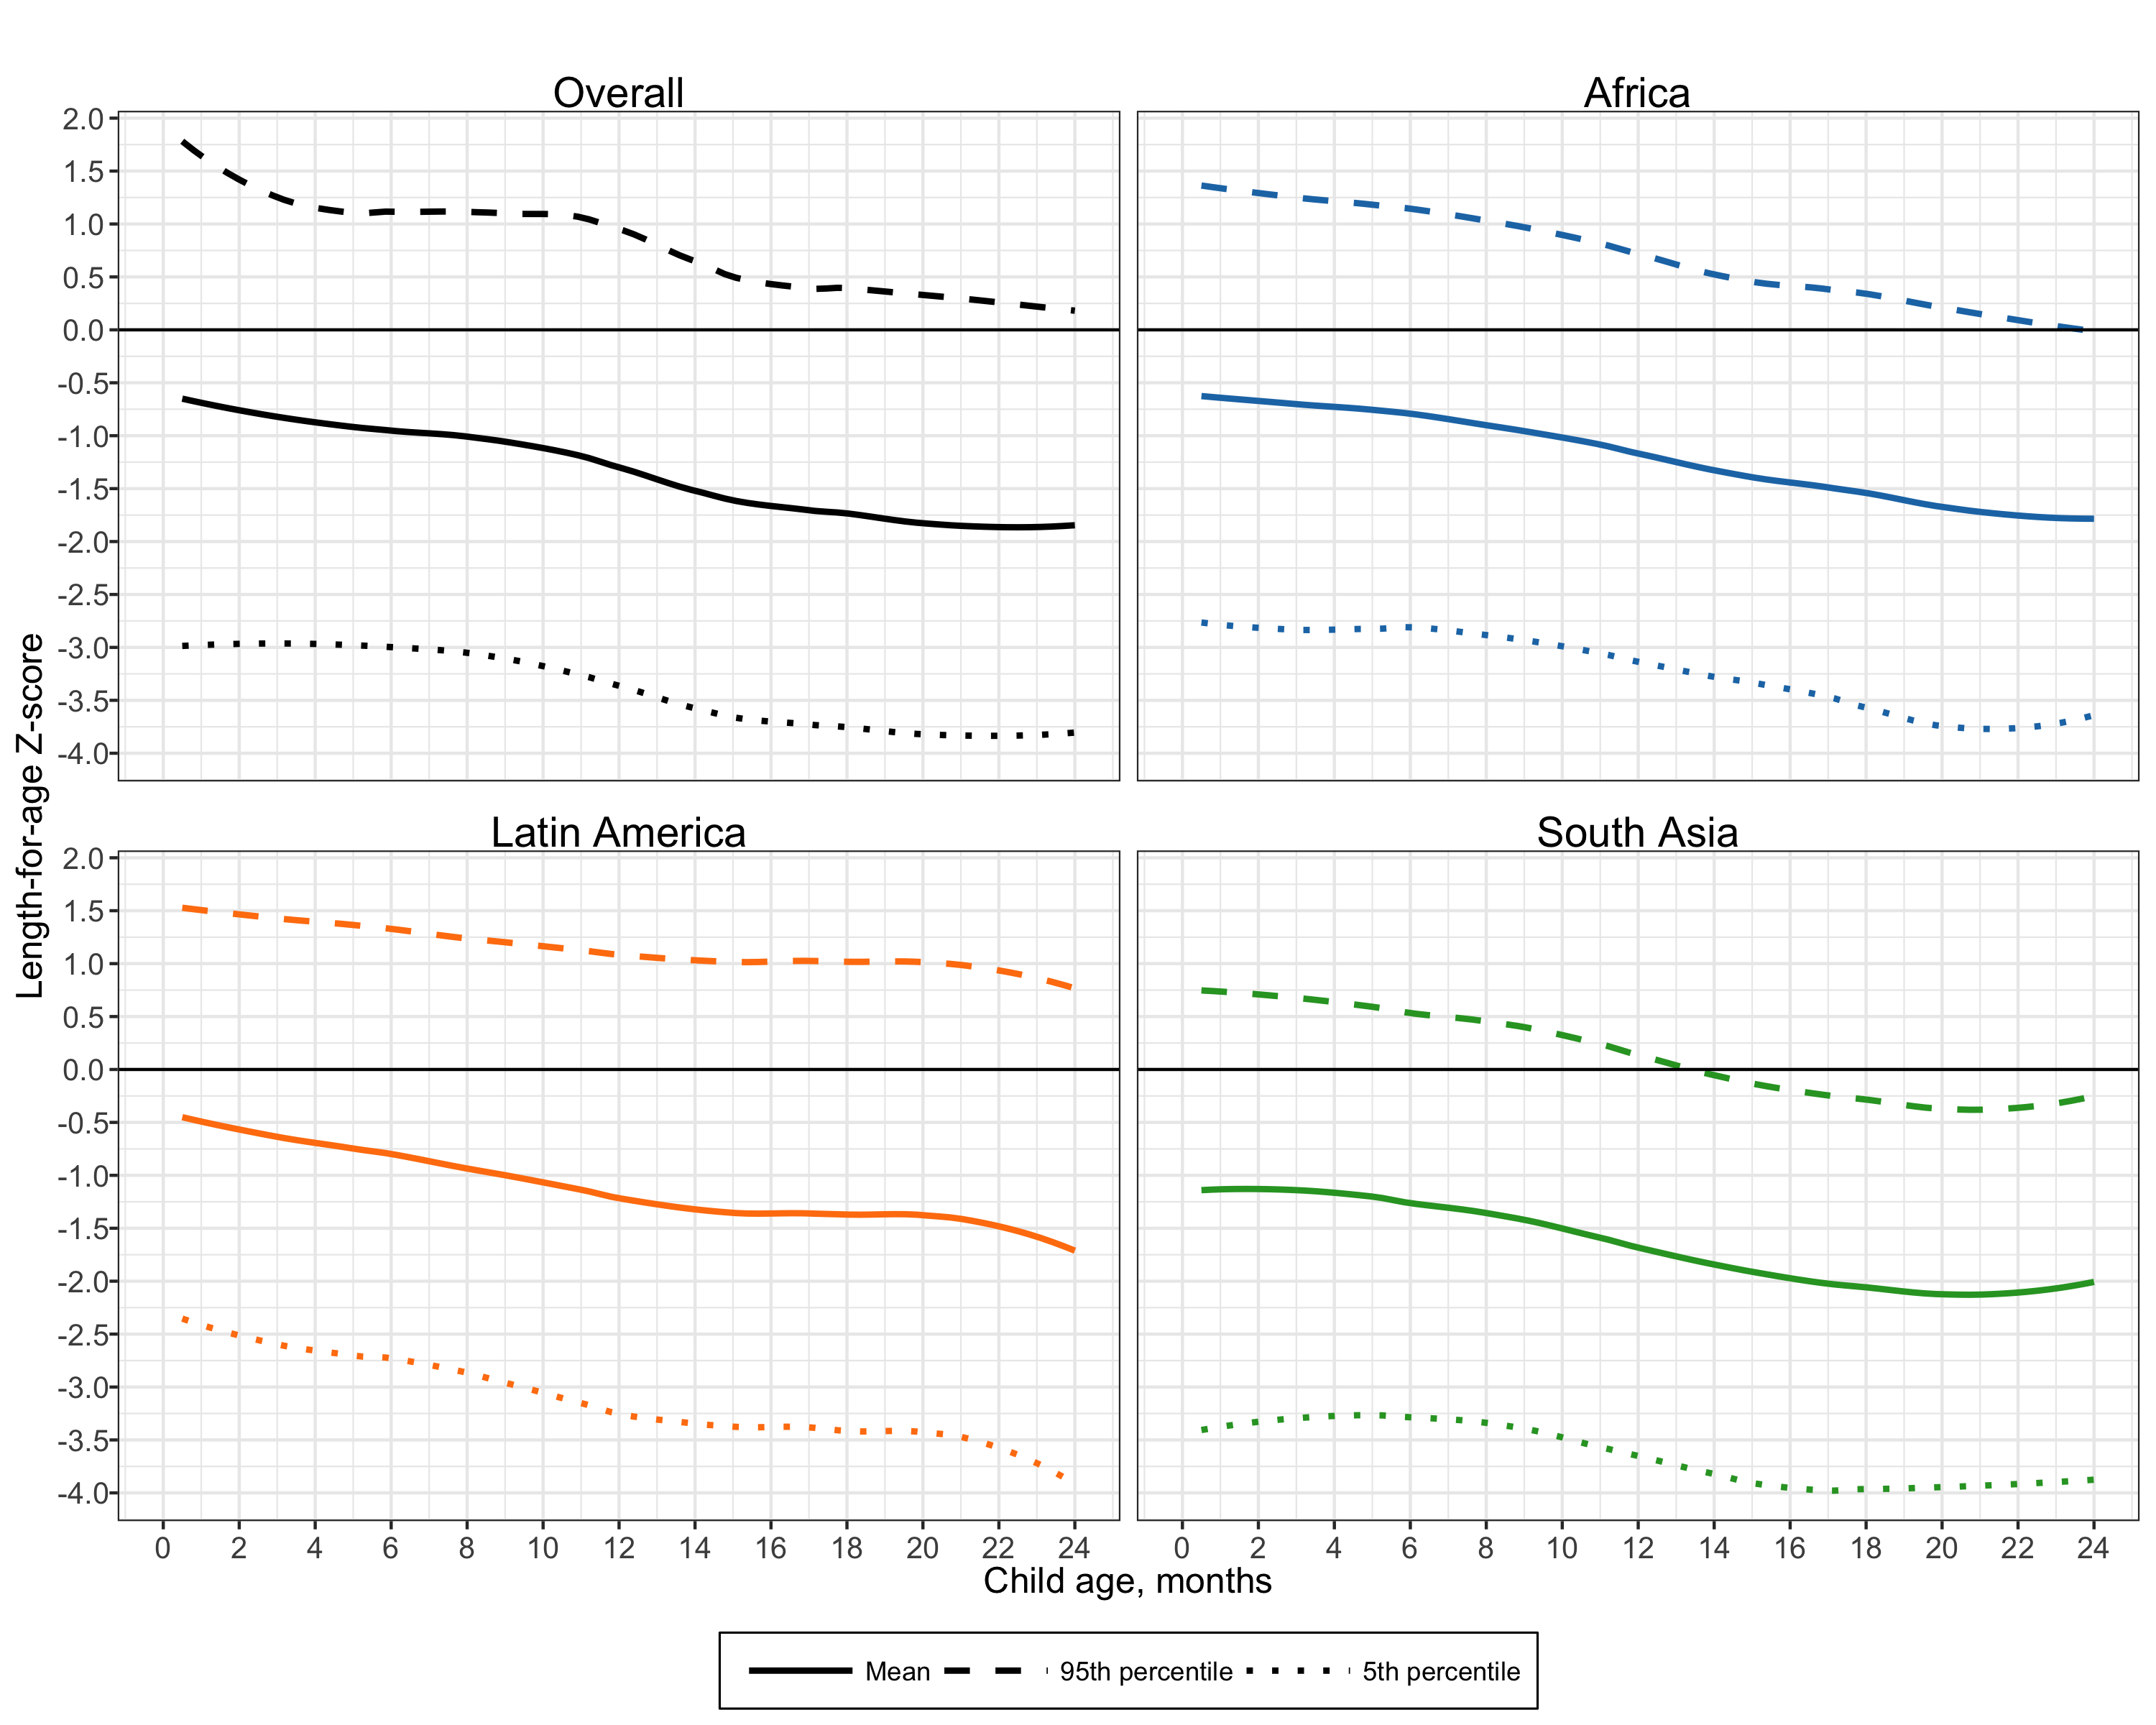 Overall
Africa
2.0
1.5
1.0
0.5
0.0
-0.5
-1.0
-1.5
-2.0
-2.5
-3.0
-3.5
-4.0
Length-for-age Z-score
Latin America
South Asia
2.0
1.5
1.0
0.5
0.0
-0.5
-1.0
-1.5
-2.0
-2.5
-3.0
-3.5
-4.0
0 2 4 6 8 10 12 14 16 18 20 22 24
0 2 4 6 8 10 12 14 16 18 20 22 24
Child age, months
Mean 95th percentile 5th percentile